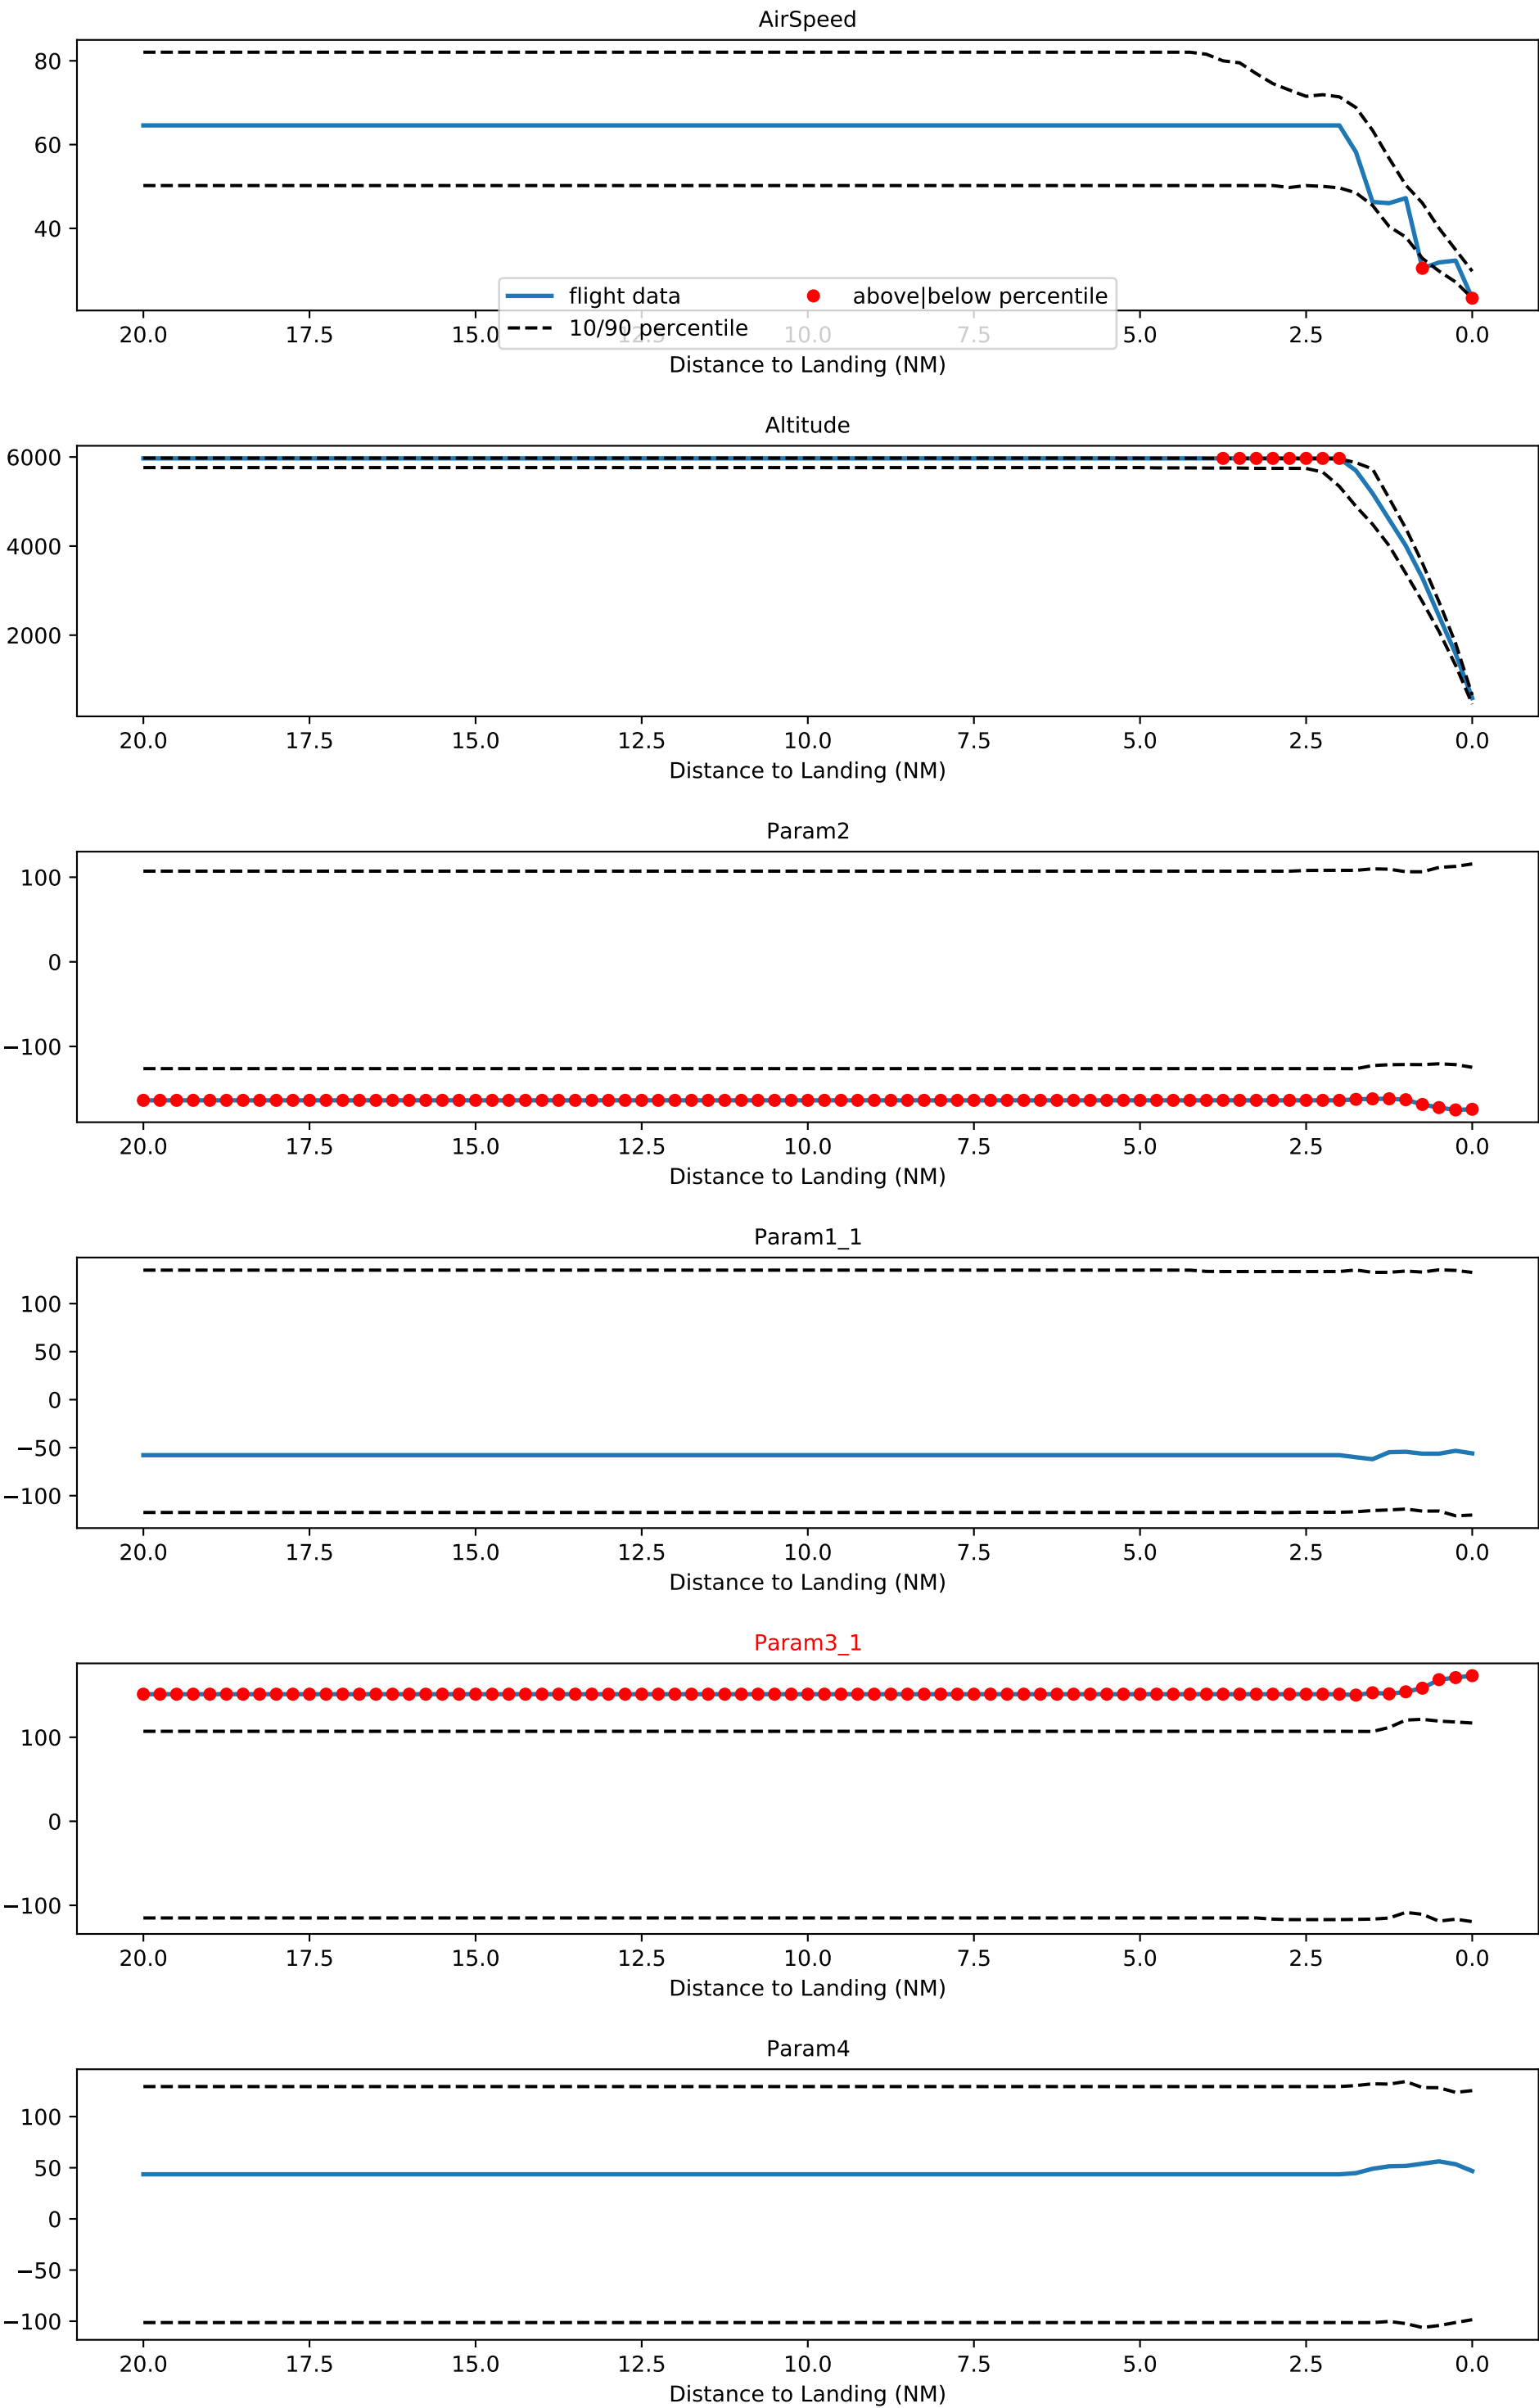 AirSpeed
80
60
40
flight data
above|below percentile
10/90 percentile
20.0 17.5 15.0 12.5 10.0 7.5 5.0 2.5 0.0
Distance to Landing (NM)
Altitude
6000
4000
2000
20.0 17.5 15.0 12.5 10.0 7.5 5.0 2.5 0.0
Distance to Landing (NM)
Param2
100
0
−100
20.0 17.5 15.0 12.5 10.0 7.5 5.0 2.5 0.0
Distance to Landing (NM)
Param1_1
100
50
0
−50
−100
20.0 17.5 15.0 12.5 10.0 7.5 5.0 2.5 0.0
Distance to Landing (NM)
Param3_1
100
0
−100
20.0 17.5 15.0 12.5 10.0 7.5 5.0 2.5 0.0
Distance to Landing (NM)
Param4
100
50
0
−50
−100
20.0 17.5 15.0 12.5 10.0 7.5 5.0 2.5 0.0
Distance to Landing (NM)